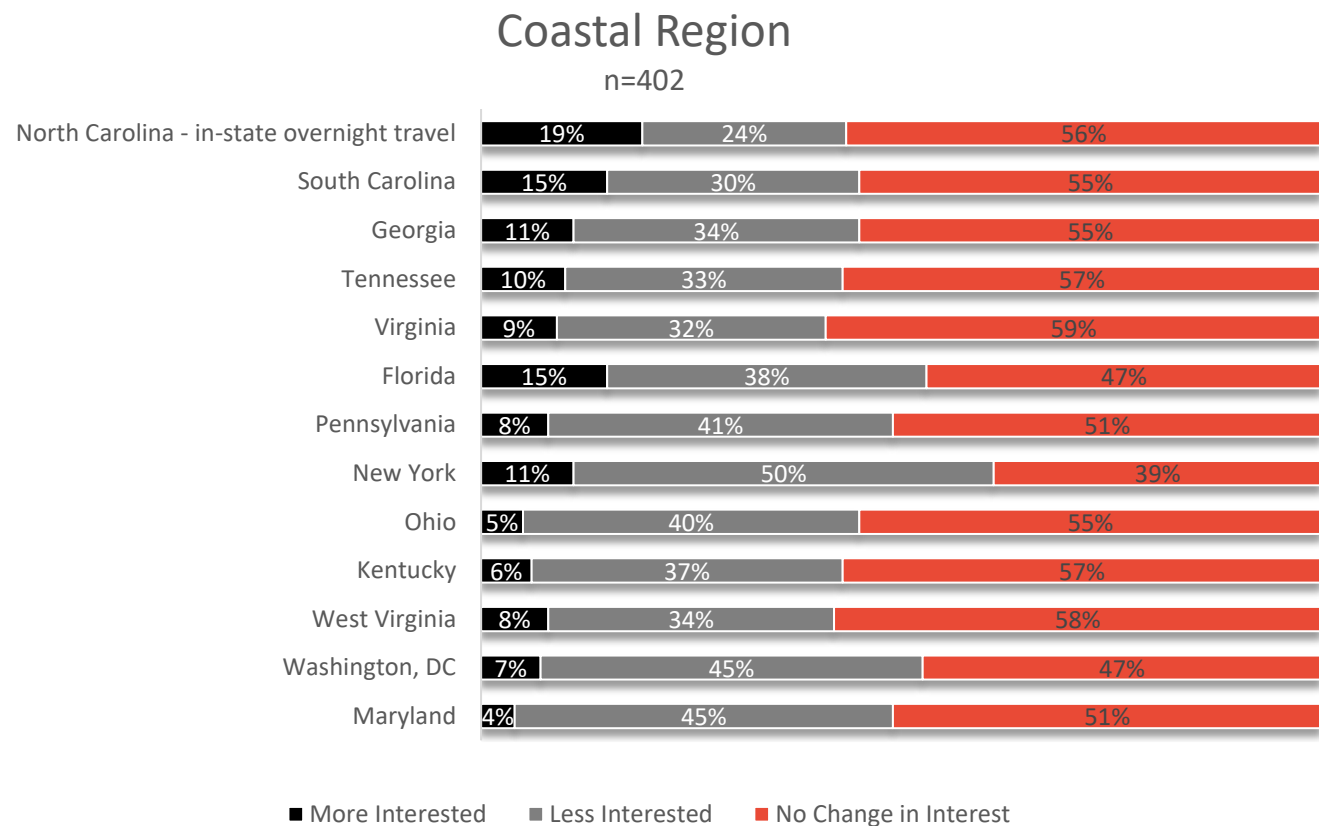 Coastal Region
n=402
North Carolina - in-state overnight travel 19% 24% 56%
South Carolina 15% 30% 55%
Georgia 11% 34% 55%
Tennessee 10% 33% 57%
Virginia 9% 32% 59%
Florida 15% 38% 47%
Pennsylvania 8% 41% 51%
New York 11% 50% 39%
Ohio 5% 40% 55%
Kentucky 6% 37% 57%
West Virginia 8% 34% 58%
Washington, DC 7% 45% 47%
Maryland 4% 45% 51%
More Interested Less Interested No Change in Interest